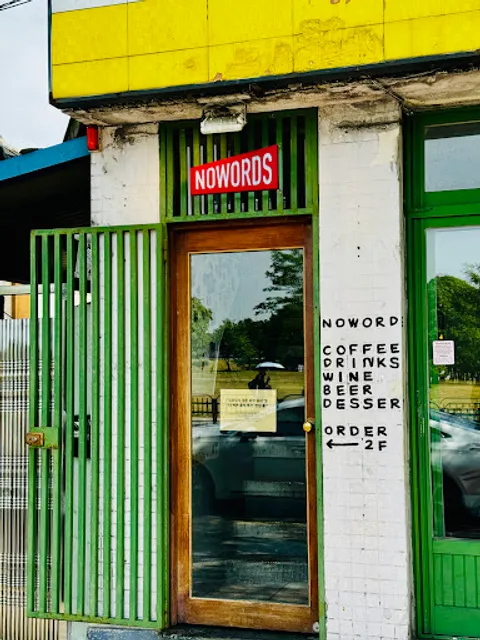 NOWORDS
NOWORD
COFFEE
DRINKS
WINE
BEER
DESSER
ORDER
← 2F